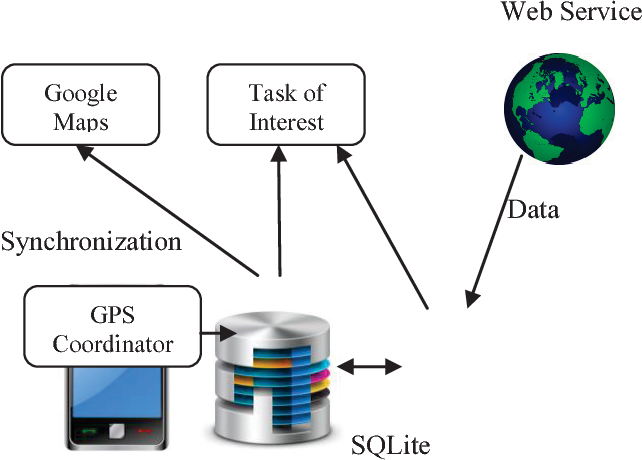 Web Service
Google
Maps
Task of
Interest
Data
Synchronization
GPS
Coordinator
SQLite